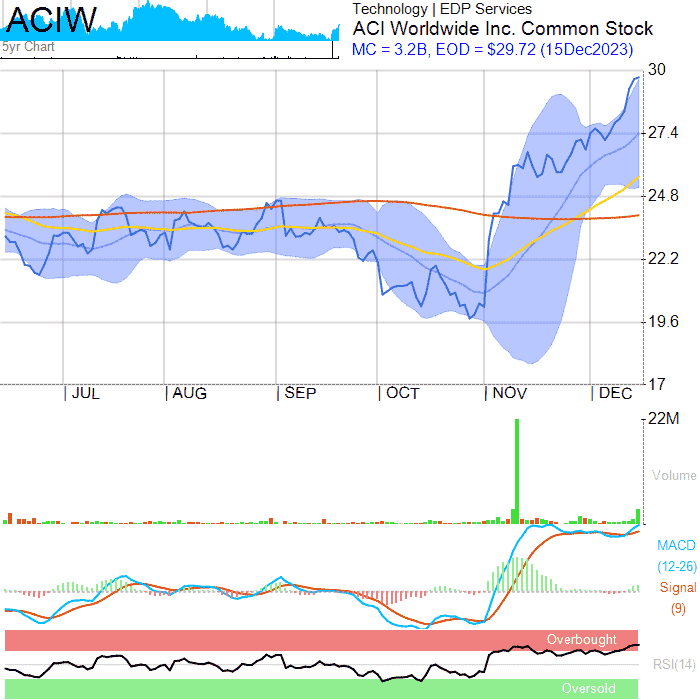 ACIW
5yr Chart
Technology | EDP Services
ACI Worldwide Inc. Common Stock
MC = 3.2B, EOD = $29.72 (15Dec2023)
30
27.4
24.8
22.2
19.6
17
| JUL | AUG | SEP | OCT | NOV | DEC
22M
Volume
MACD
(12-26)
Signal
(9)
Overbought
RSI(14)
Oversold